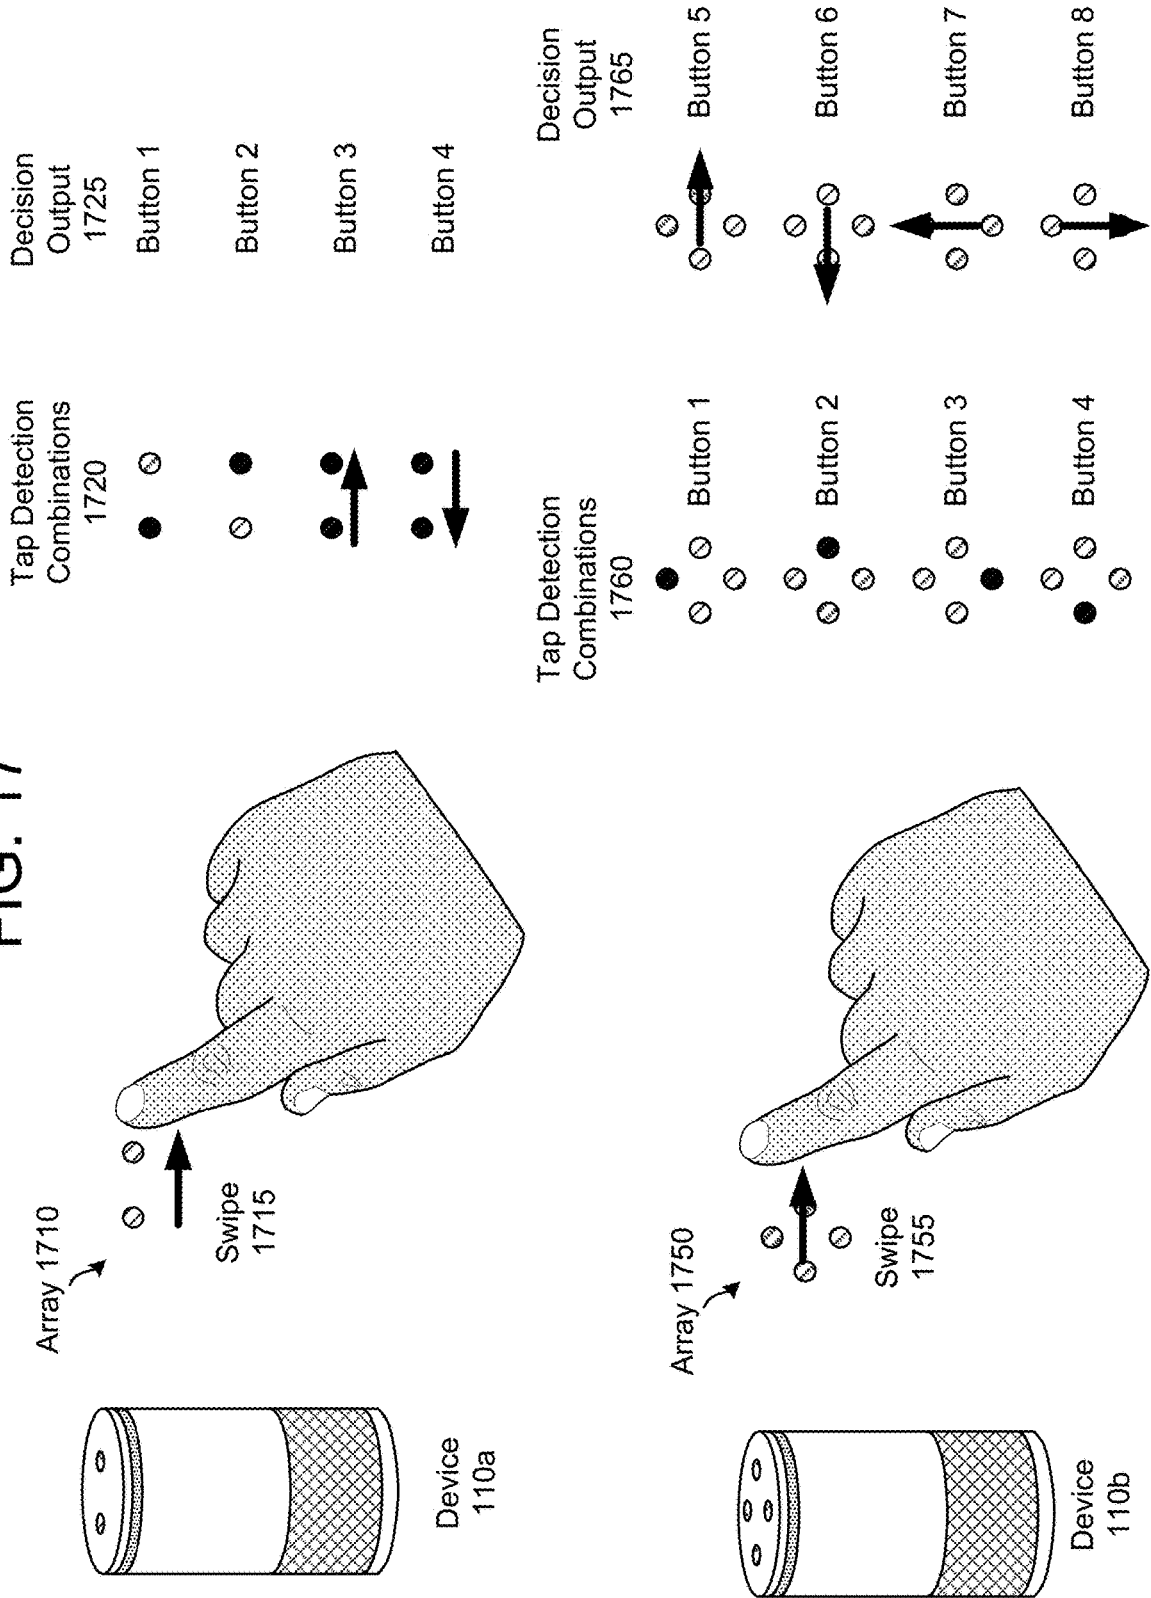 FIG. 17
Device
110a
Array 1710
Swipe
1715
Tap Detection
Combinations
1720
Decision
Output
1725
Button 1
Button 2
Button 3
Button 4
Device
110b
Array 1750
Swipe
1755
Tap Detection
Combinations
1760
Button 1
Button 2
Button 3
Button 4
Decision
Output
1765
Button 5
Button 6
Button 7
Button 8